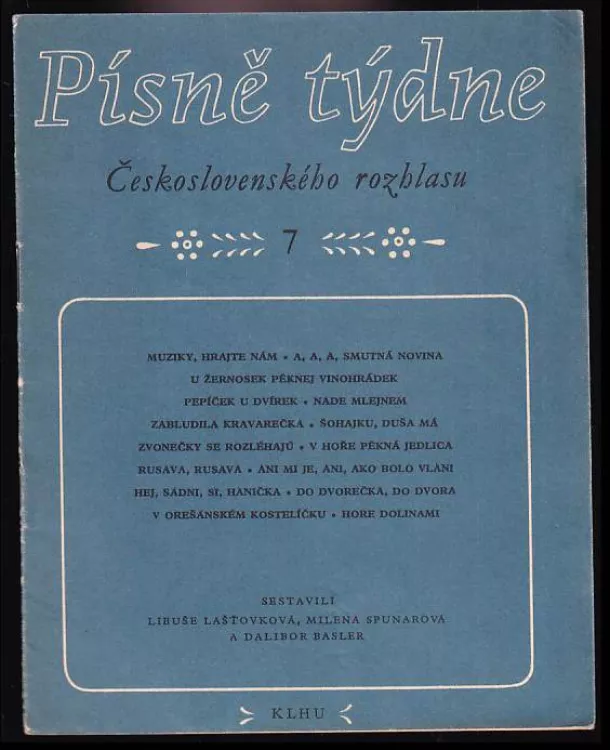 Písně týdne
Československého rozhlasu
7
MUZIKY, HRAJTE NÁM • A, A, A, SMUTNÁ NOVINA
U ŽERNOSEK PĚKNEJ VINOHRÁDEK
PEPÍČEK U DVÍREK • NADE MLEJNEM
ZABLUDILA KRAVAREČKA • ŠOHAJKU, DUŠA MÁ
ZVONEČKY SE ROZLÉHAJŮ • V HOŘE PĚKNÁ JEDLICA
RUSAVA, RUSAVA • ANI MI JE, ANI, AKO BOLO VLANI
HEJ, SADNI, SI, HANIČKA • DO DVOREČKA, DO DVORA
V OREŠANSKÉM KOSTELÍČKU • HORE DOLINAMI
SESTAVILI
LIBUŠE LAŠŤOVKOVÁ, MILENA SPUNAROVÁ
A DALIBOR BASLER
KLHU